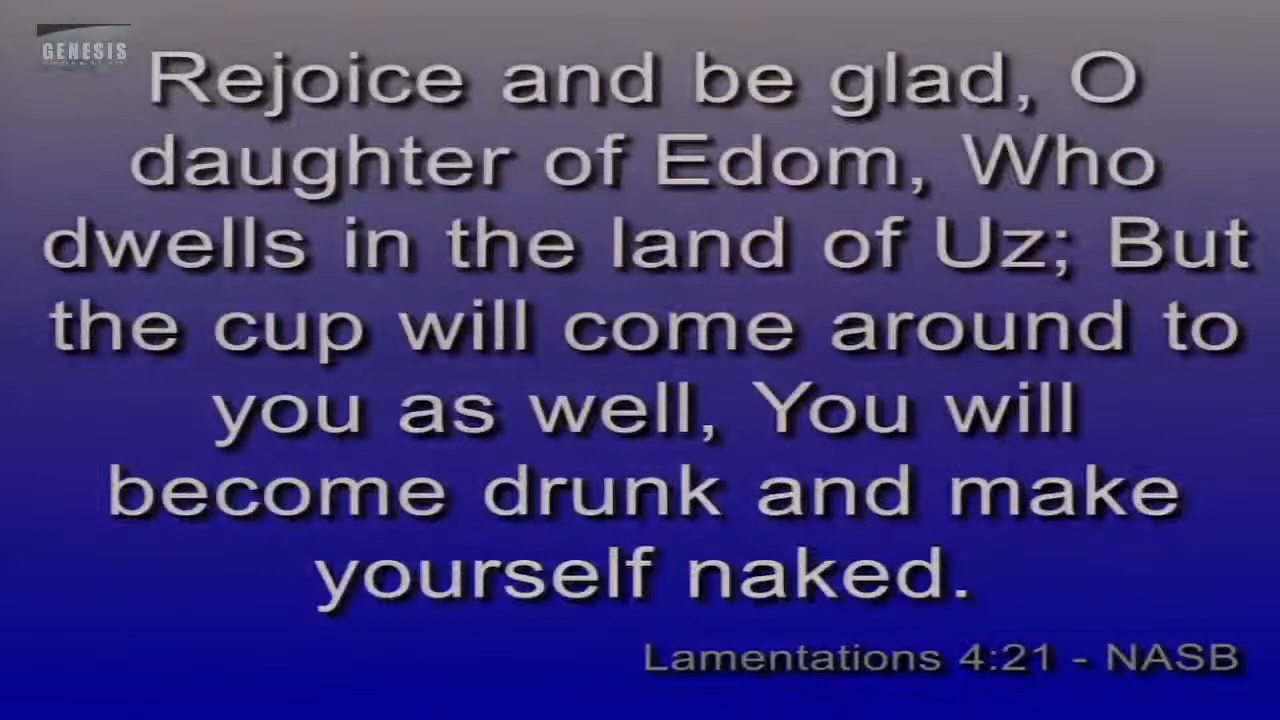 GENESIS
Rejoice and be glad, O
daughter of Edom, Who
dwells in the land of Uz; But
the cup will come around to
you as well, You will
become drunk and make
yourself naked.
Lamentations 4:21 - NASB